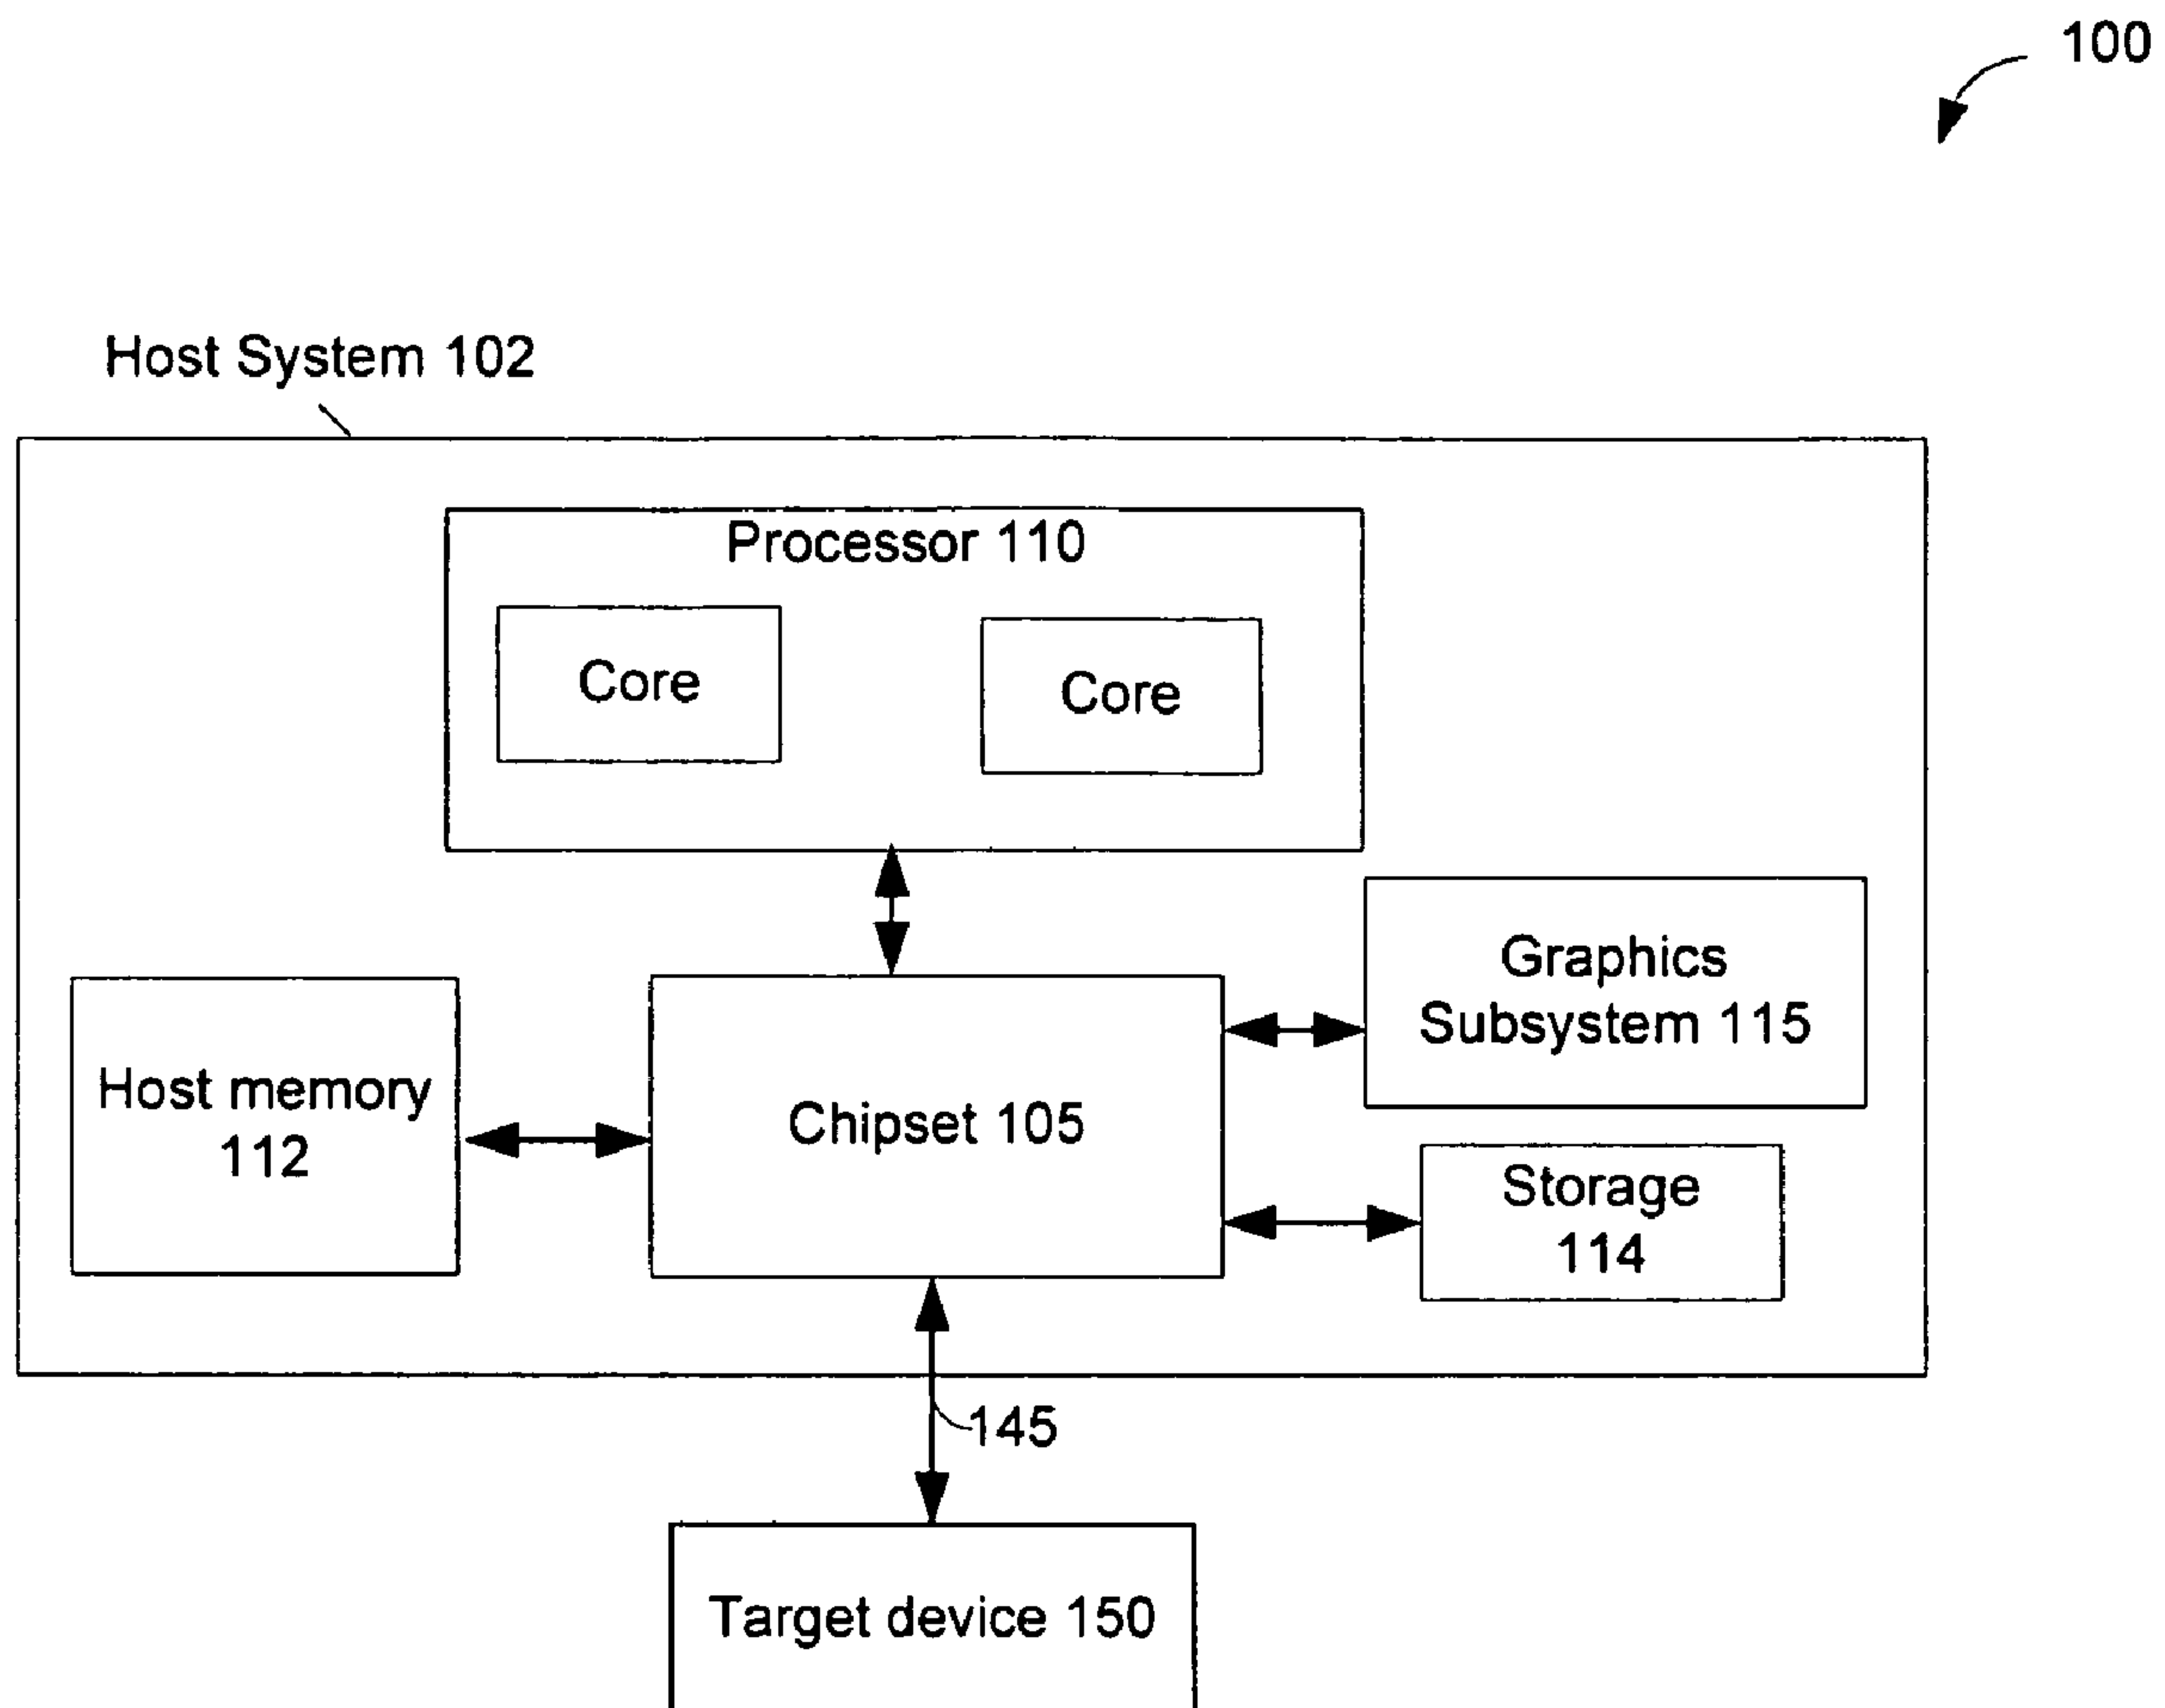 100
Host System 102
Processor 110
Core
Core
Graphics
Subsystem 115
Host memory
112
Chipset 105
Storage
114
145
Target device 150